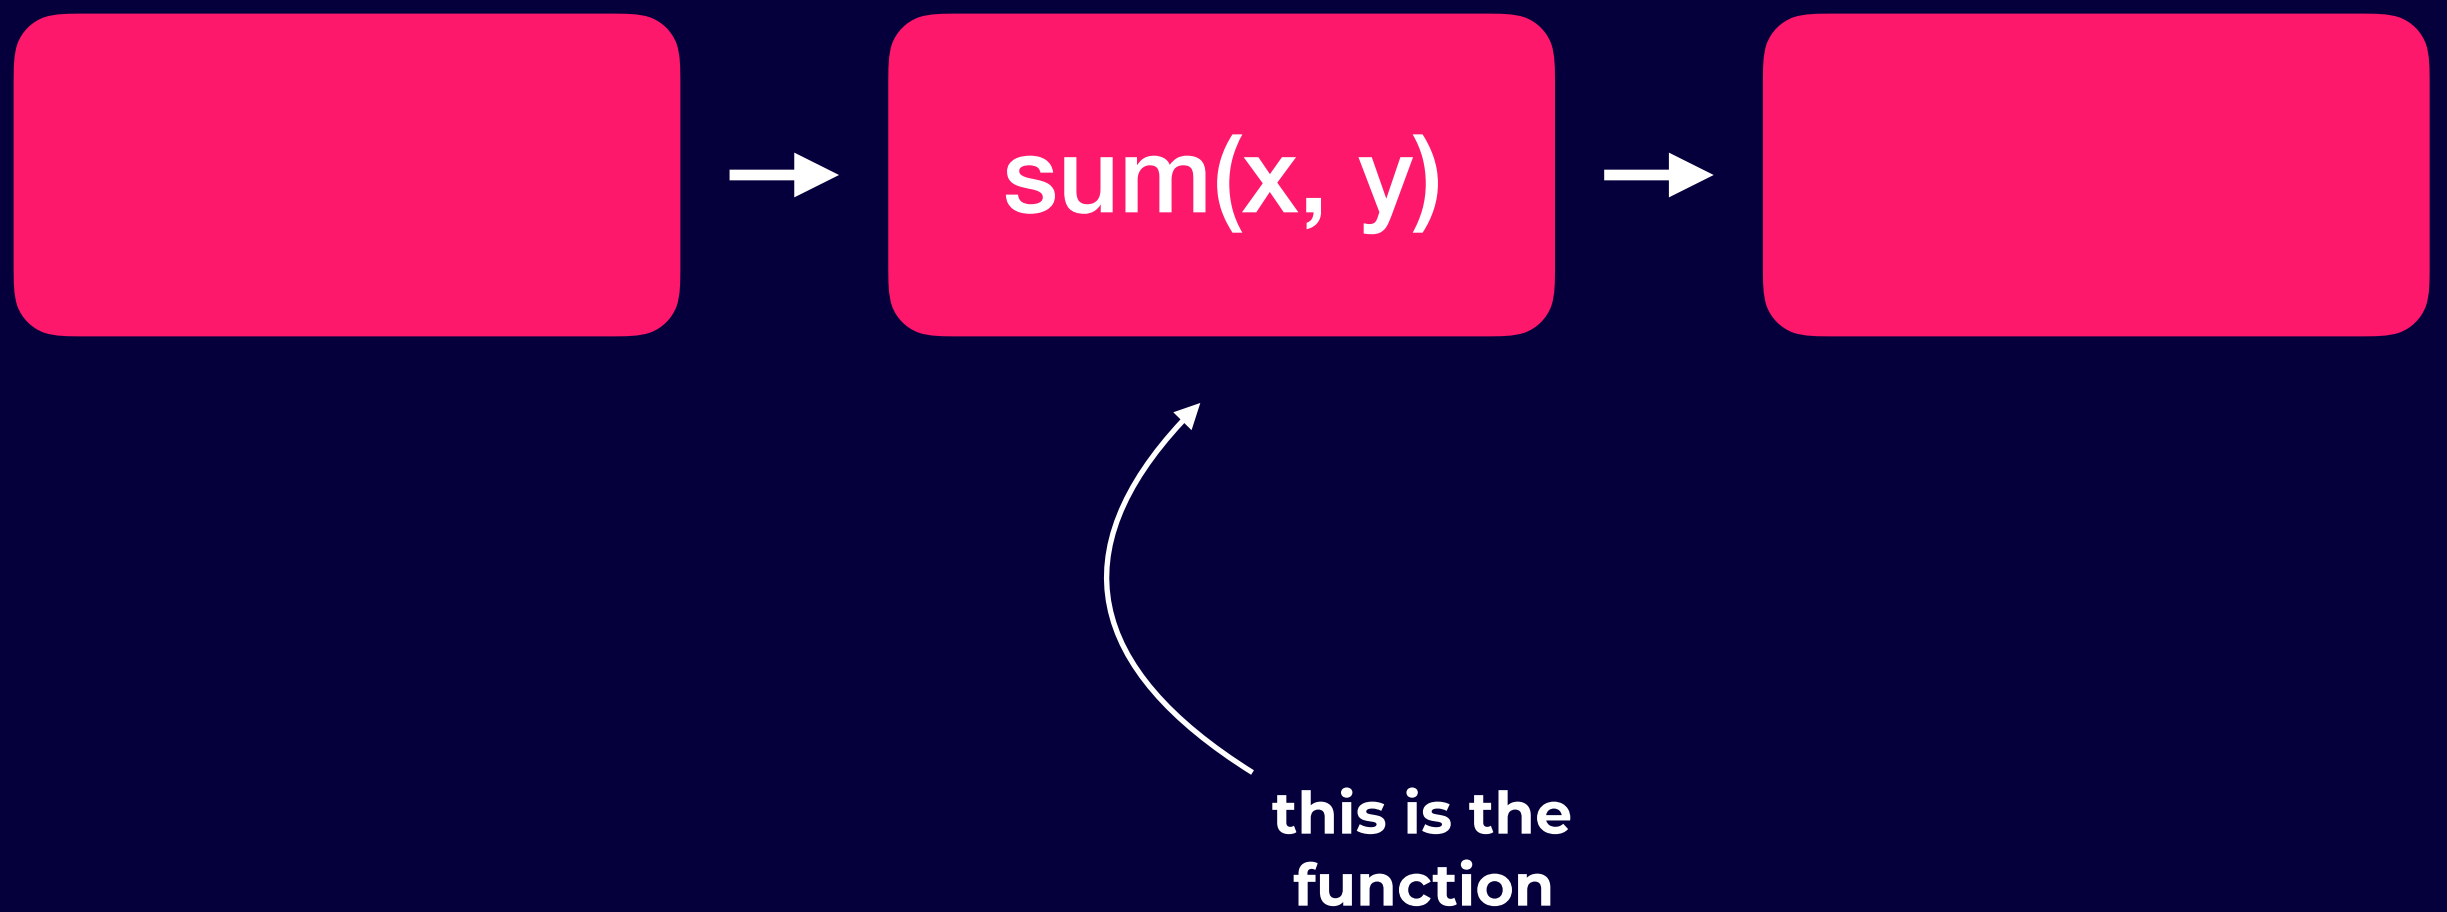 sum(x, y)
this is the
function